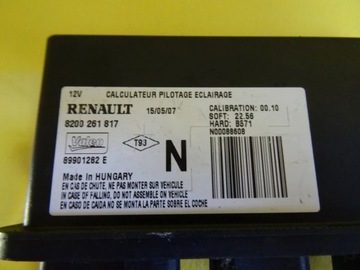 12V CALCULATEUR PILOTAGE ECLAIRAGE
RENAULT 15/05/07 CALIBRATION: 00.10
8200 261 817 SOFT: 22.56
HARD: B571
N00098608
Valeo T93 N
89901282 E
Made in HUNGARY
EN CAS DE CHUTE, NE PAS MONTER SUR VEHICULE
IN CASE OF FALLING, DO NOT ASSEMBLE ON VEHICLE
EN CASO DE CAIDA NO SE MONTA LA PARTE SOBRE EL COCHE